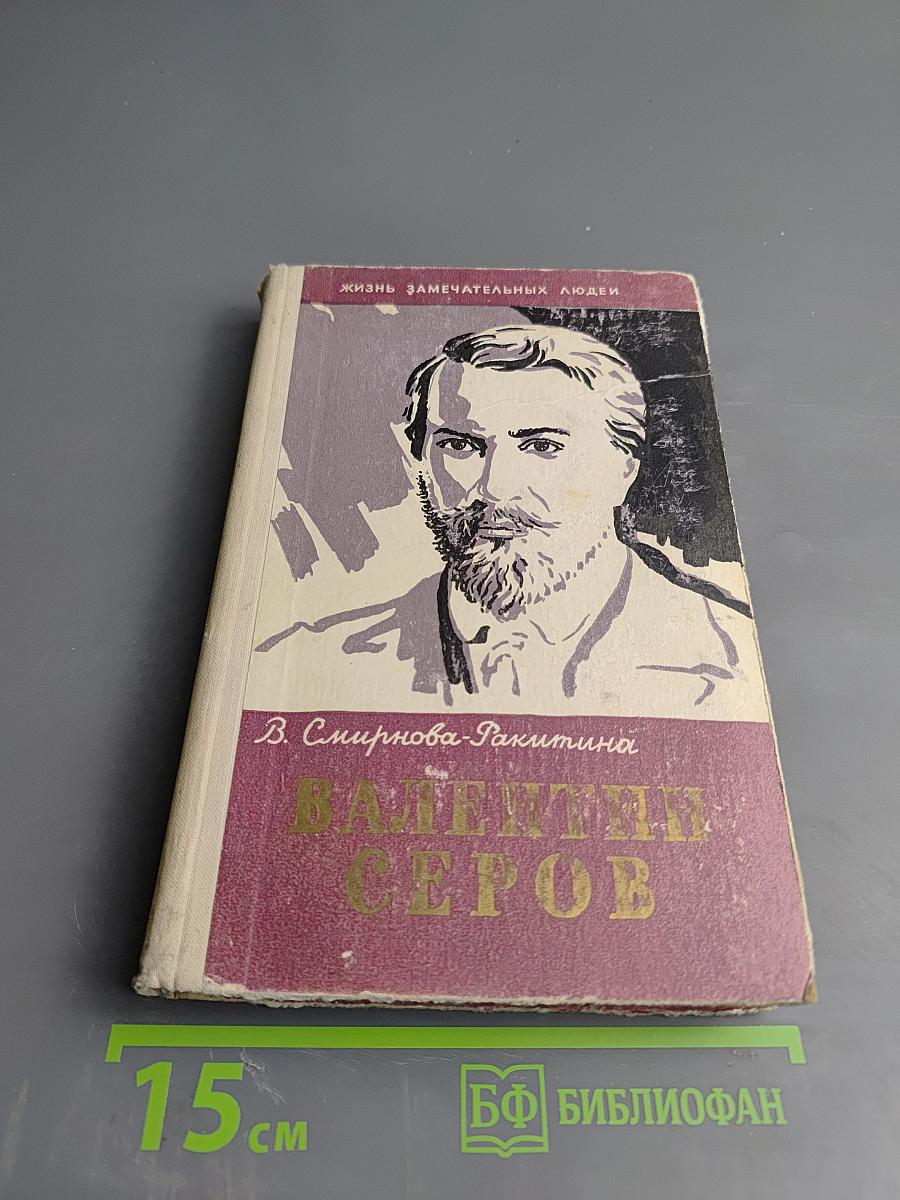 ЖИЗНЬ ЗАМЕЧАТЕЛЬНЫХ ЛЮДЕЙ
В. Смирнова-Ракитина
ВАЛЕНТИН
СЕРОВ
15 см
БФ БИБЛИОФАН